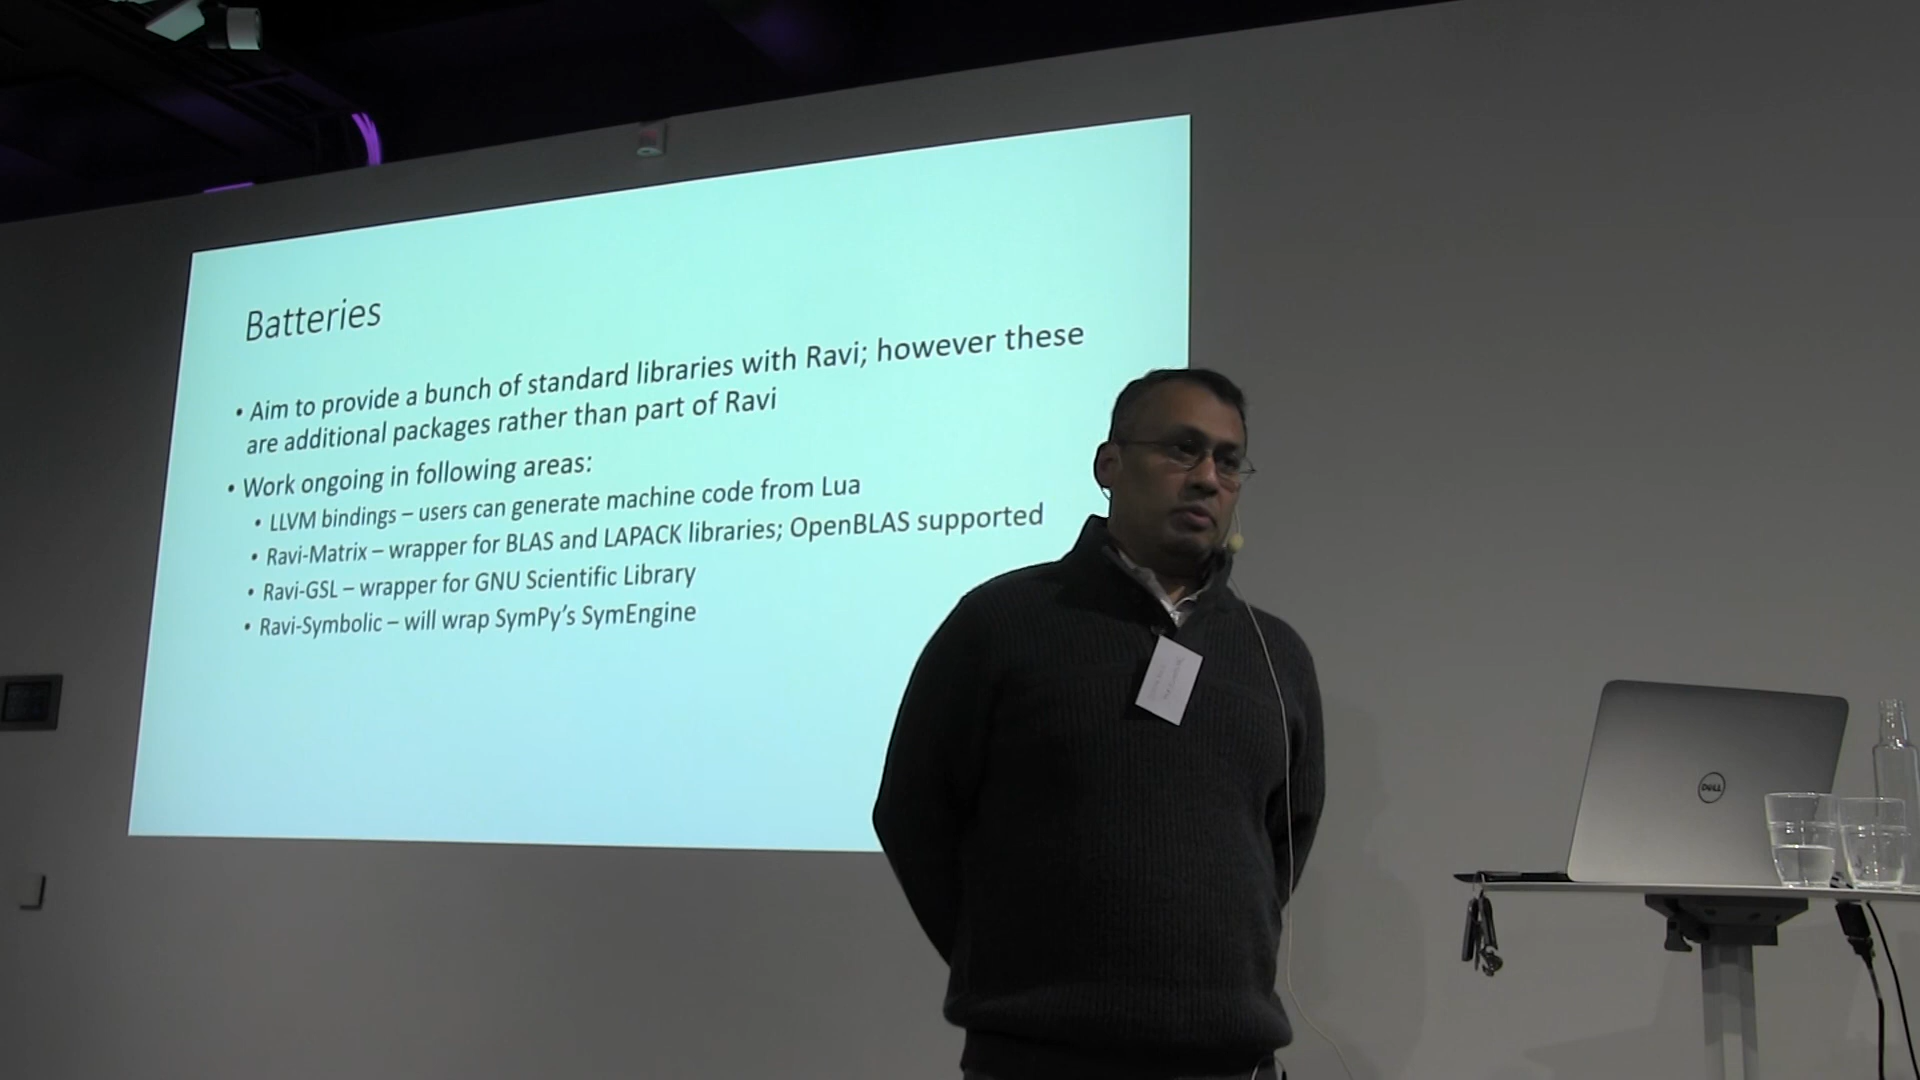 Batteries
• Aim to provide a bunch of standard libraries with Ravi; however these
are additional packages rather than part of Ravi
• Work ongoing in following areas:
• LLVM bindings – users can generate machine code from Lua
• Ravi-Matrix – wrapper for BLAS and LAPACK libraries; OpenBLAS supported
• Ravi-GSL – wrapper for GNU Scientific Library
• Ravi-Symbolic – will wrap SymPy's SymEngine
DELL